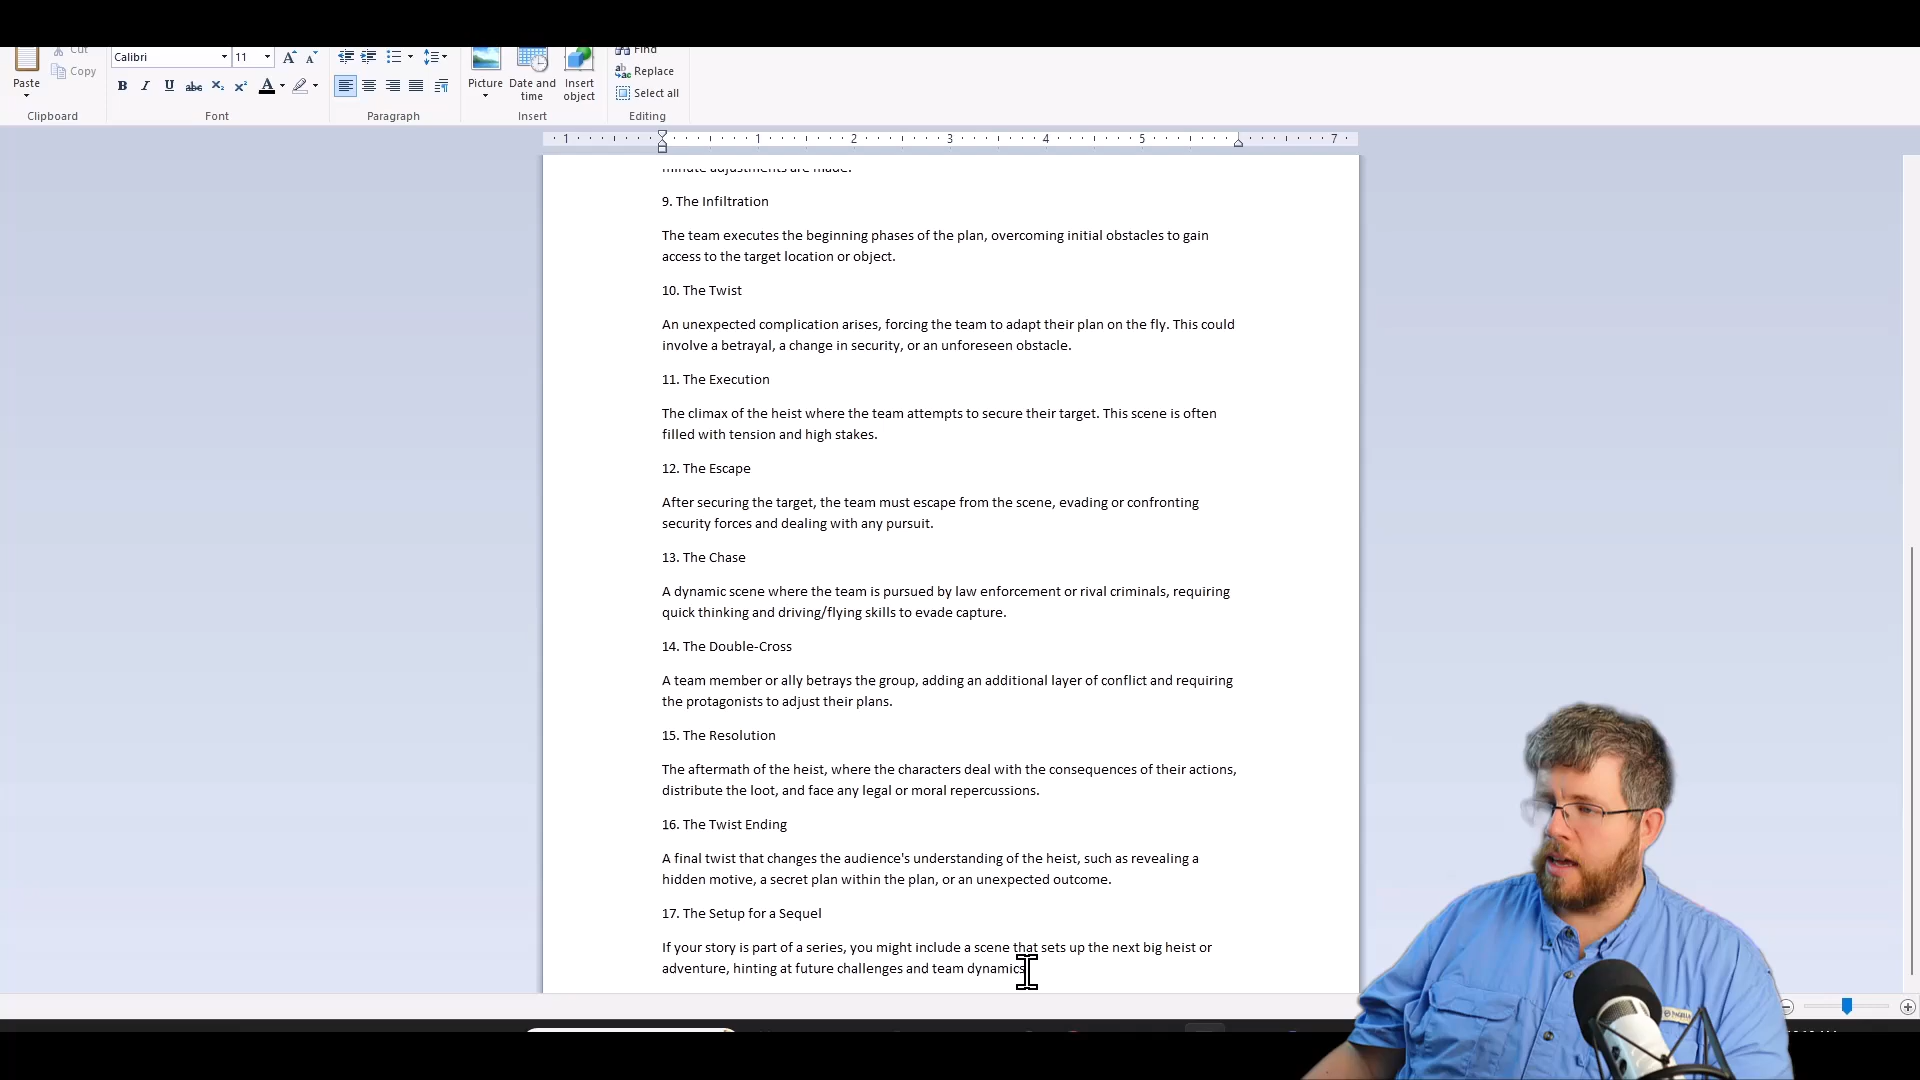 Cut
Calibri
11
Find
Copy
Replace
Paste
Picture
Date and
time
Insert
object
Select all
Clipboard
Font
Paragraph
Insert
Editing
1 1 2 3 4 5 7
minute adjustments are made.
9. The Infiltration
The team executes the beginning phases of the plan, overcoming initial obstacles to gain
access to the target location or object.
10. The Twist
An unexpected complication arises, forcing the team to adapt their plan on the fly. This could
involve a betrayal, a change in security, or an unforeseen obstacle.
11. The Execution
The climax of the heist where the team attempts to secure their target. This scene is often
filled with tension and high stakes.
12. The Escape
After securing the target, the team must escape from the scene, evading or confronting
security forces and dealing with any pursuit.
13. The Chase
A dynamic scene where the team is pursued by law enforcement or rival criminals, requiring
quick thinking and driving/flying skills to evade capture.
14. The Double-Cross
A team member or ally betrays the group, adding an additional layer of conflict and requiring
the protagonists to adjust their plans.
15. The Resolution
The aftermath of the heist, where the characters deal with the consequences of their actions,
distribute the loot, and face any legal or moral repercussions.
16. The Twist Ending
A final twist that changes the audience's understanding of the heist, such as revealing a
hidden motive, a secret plan within the plan, or an unexpected outcome.
17. The Setup for a Sequel
If your story is part of a series, you might include a scene that sets up the next big heist or
adventure, hinting at future challenges and team dynamics